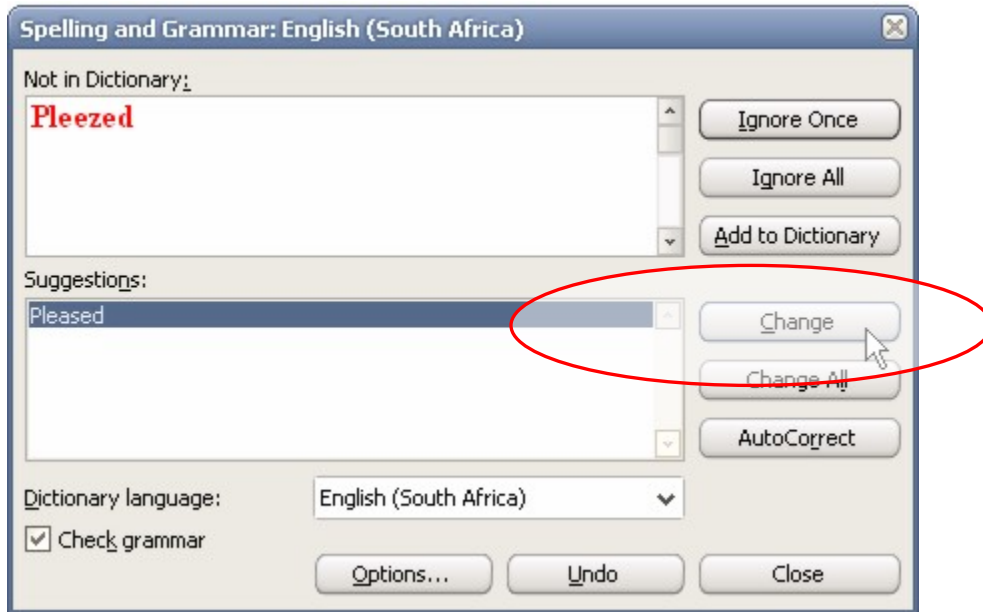 Spelling and Grammar: English (South Africa)
Not in Dictionary:
Pleezed
Ignore Once
Ignore All
Add to Dictionary
Suggestions:
Pleased
Change
Change All
AutoCorrect
Dictionary language: English (South Africa)
Check grammar
Options... Undo Close